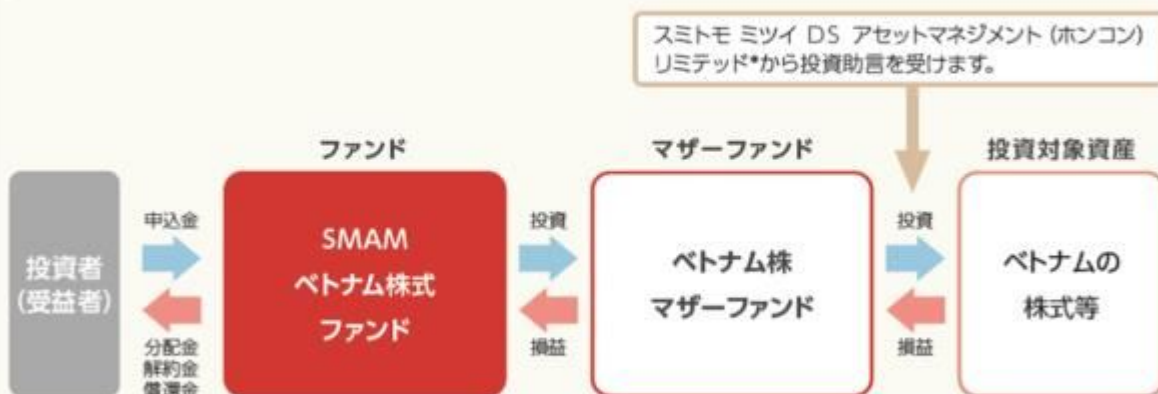 スミトモ ミツイ DS アセットマネジメント (ホンコン)
リミテッド*から投資助言を受けます。
ファンド
マザーファンド
投資対象資産
投資者
(受益者)
申込金
分配金
解約金
償還金
SMAM
ベトナム株式
ファンド
投資
損益
ベトナム株
マザーファンド
投資
損益
ベトナムの
株式等